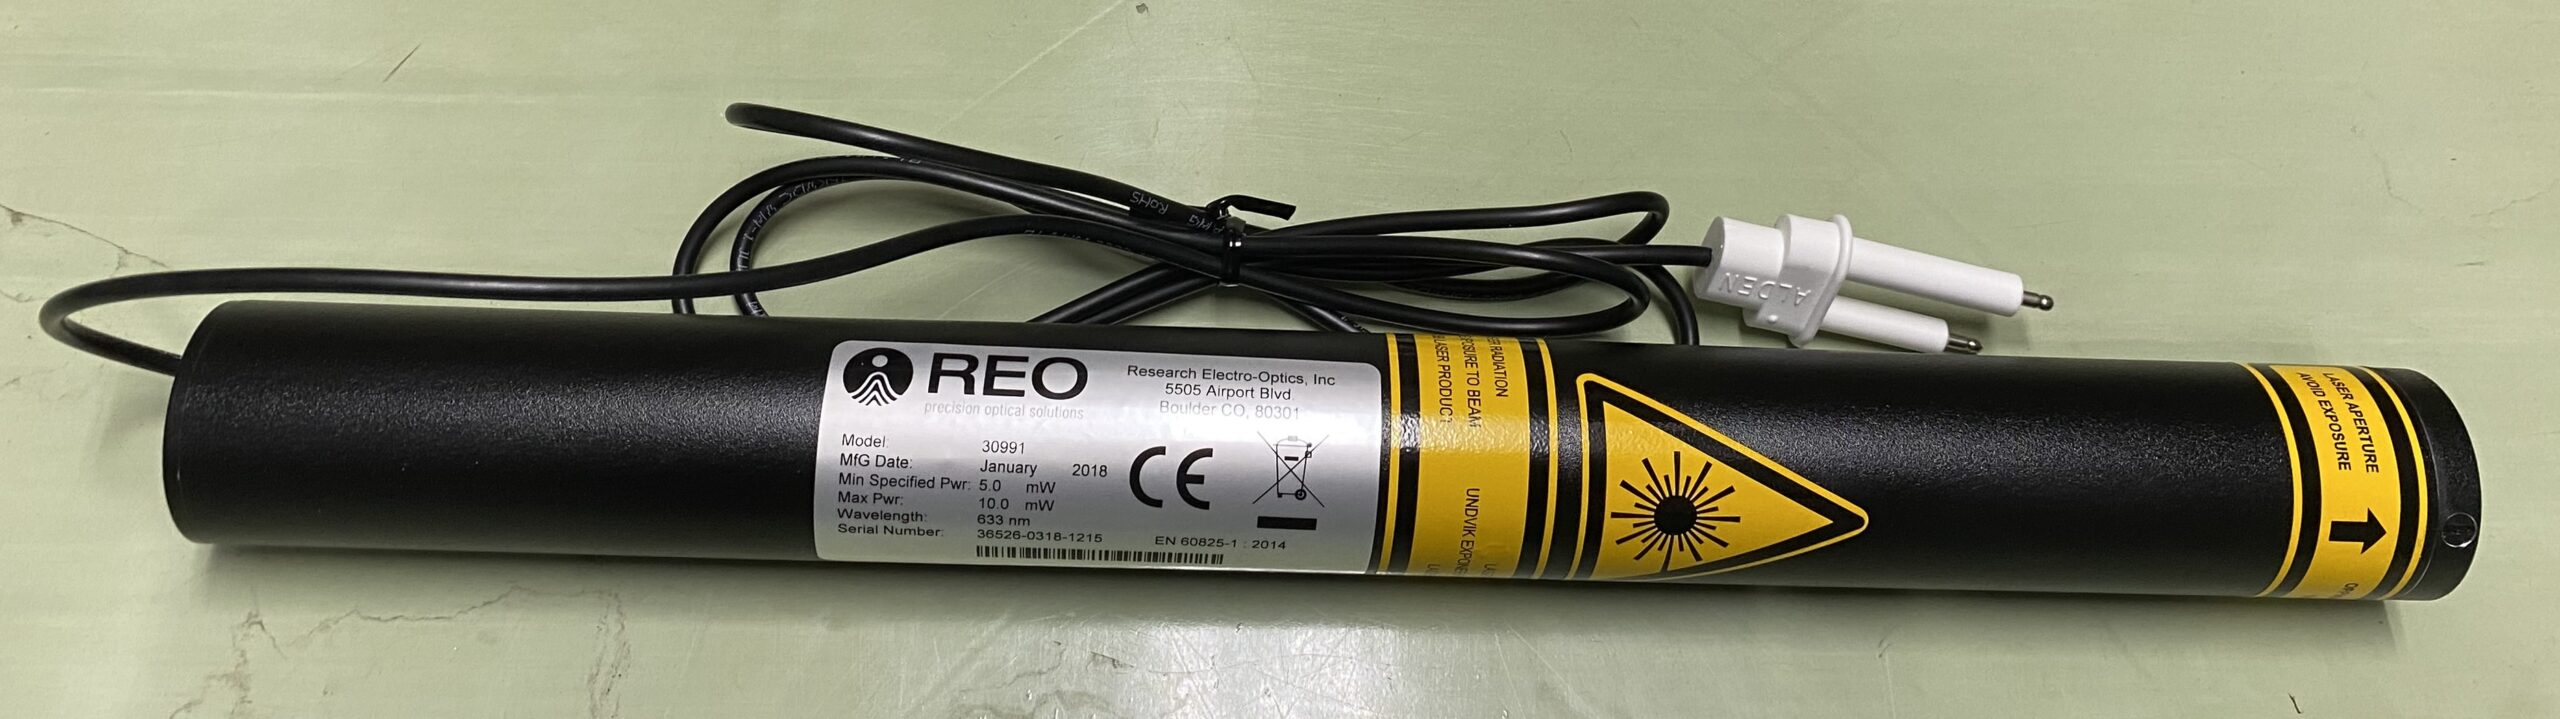 REO
precision optical solutions
Research Electro-Optics, Inc
5505 Airport Blvd
Boulder CO, 80301
Model: 30991
MfG Date: January 2018
Min Specified Pwr: 5.0 mW
Max Pwr: 10.0 mW
Wavelength: 633 nm
Serial Number: 36526-0318-1215
CE
EN 60825-1 : 2014
RADIATION
TO BEAM
LASER PRODUCT
UNDVIK
LASER APERTURE
AVOID EXPOSURE
ALDEN
RoHS
AWG